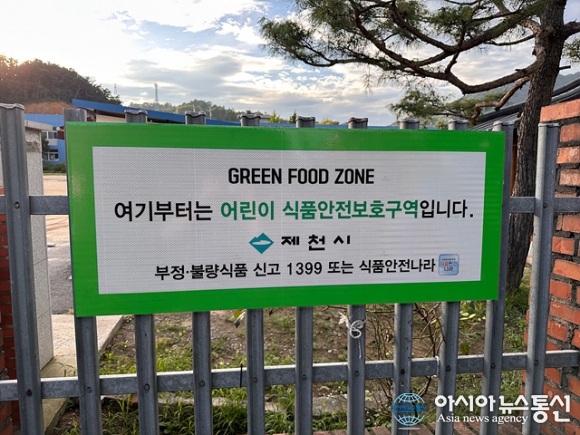 GREEN FOOD ZONE
여기부터는 어린이 식품안전보호구역입니다.
제천시
부정·불량식품 신고 1399 또는 식품안전나라
아시아뉴스통신
Asia news agency